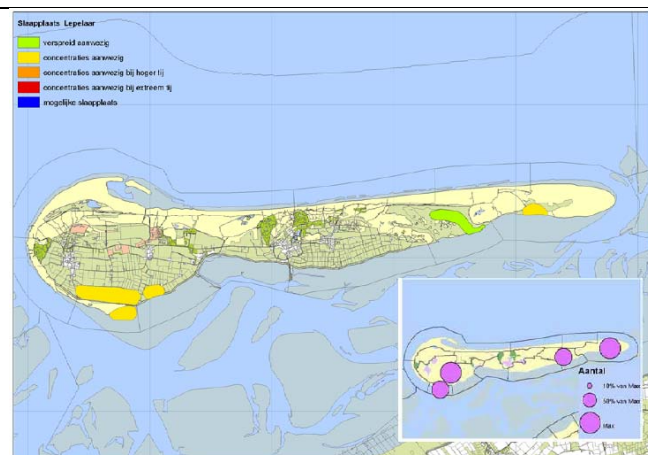 Slaapplaats Lepelaar
verspreid aanwezig
concentraties aanwezig
concentraties aanwezig bij hoger tij
concentraties aanwezig bij extreem tij
mogelijke slaapplaats
Aantal
10% van Max
50% van Max
Max